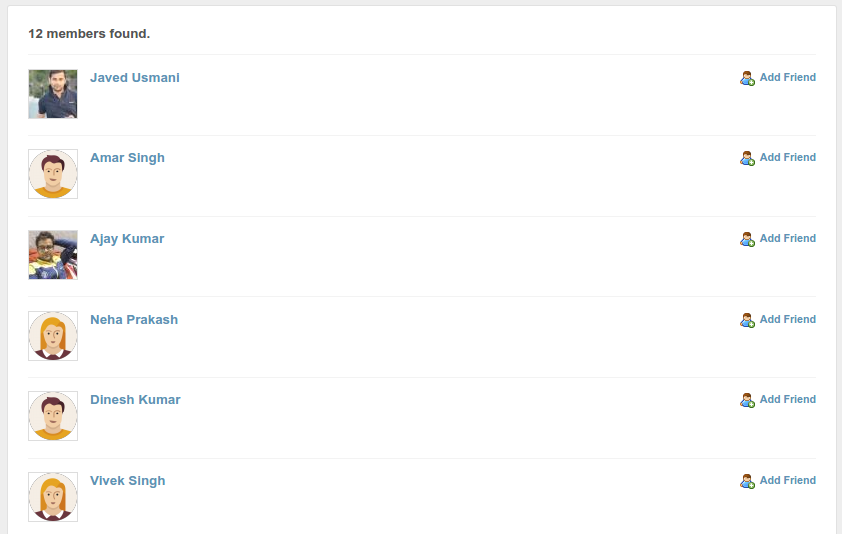 12 members found.
Javed Usmani
Add Friend
Amar Singh
Add Friend
Ajay Kumar
Add Friend
Neha Prakash
Add Friend
Dinesh Kumar
Add Friend
Vivek Singh
Add Friend